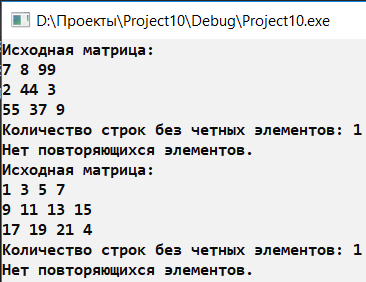 D:\Проекты\Project10\Debug\Project10.exe
Исходная матрица:
7 8 99
2 44 3
55 37 9
Количество строк без четных элементов: 1
Нет повторяющихся элементов.
Исходная матрица:
1 3 5 7
9 11 13 15
17 19 21 4
Количество строк без четных элементов: 1
Нет повторяющихся элементов.